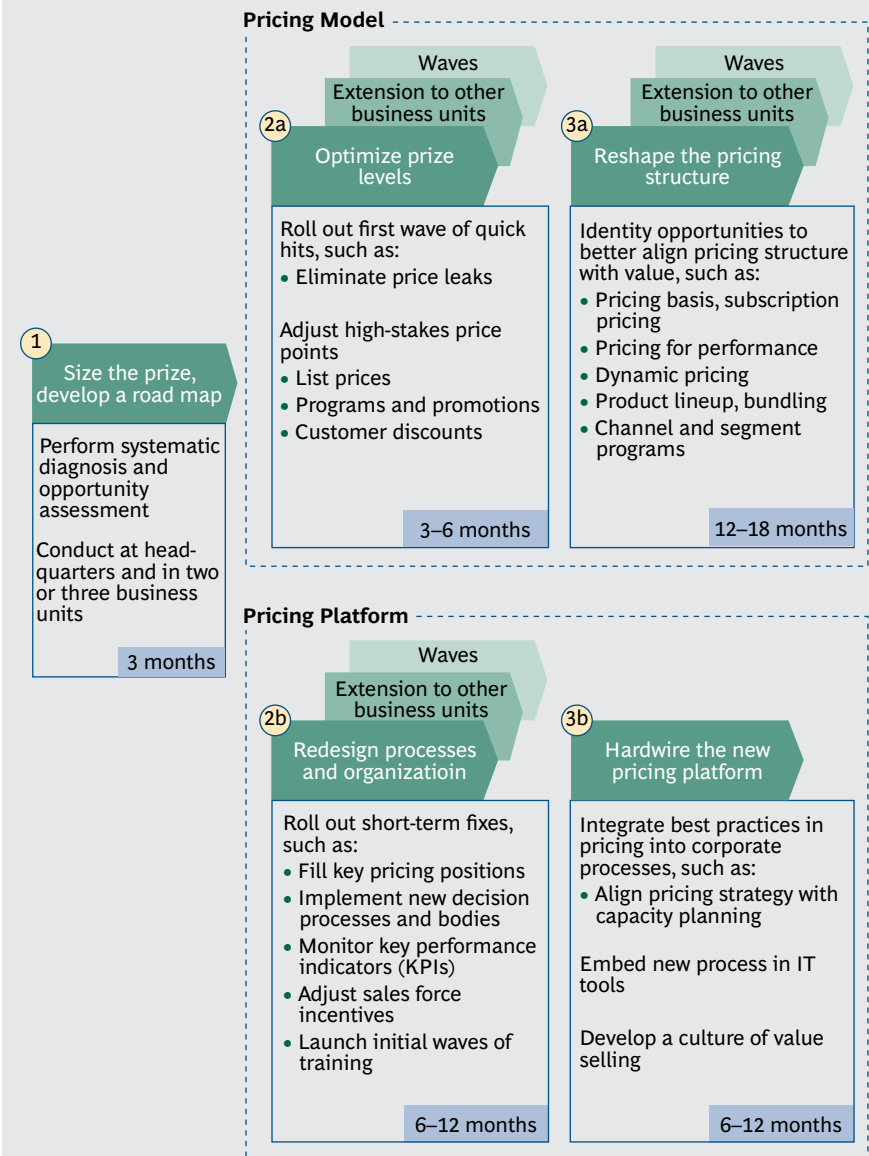 Pricing Model
Waves
Extension to other
business units
2a
Optimize prize
levels
Roll out first wave of quick
hits, such as:
• Eliminate price leaks
Adjust high-stakes price
points
• List prices
• Programs and promotions
• Customer discounts
3–6 months
Waves
Extension to other
business units
3a
Reshape the pricing
structure
Identity opportunities to
better align pricing structure
with value, such as:
• Pricing basis, subscription
pricing
• Pricing for performance
• Dynamic pricing
• Product lineup, bundling
• Channel and segment
programs
12–18 months
1
Size the prize,
develop a road map
Perform systematic
diagnosis and
opportunity
assessment
Conduct at head-
quarters and in two
or three business
units
3 months
Pricing Platform
Waves
Extension to other
business units
2b
Redesign processes
and organizatioin
Roll out short-term fixes,
such as:
• Fill key pricing positions
• Implement new decision
processes and bodies
• Monitor key performance
indicators (KPIs)
• Adjust sales force
incentives
• Launch initial waves of
training
6–12 months
3b
Hardwire the new
pricing platform
Integrate best practices in
pricing into corporate
processes, such as:
• Align pricing strategy with
capacity planning
Embed new process in IT
tools
Develop a culture of value
selling
6–12 months